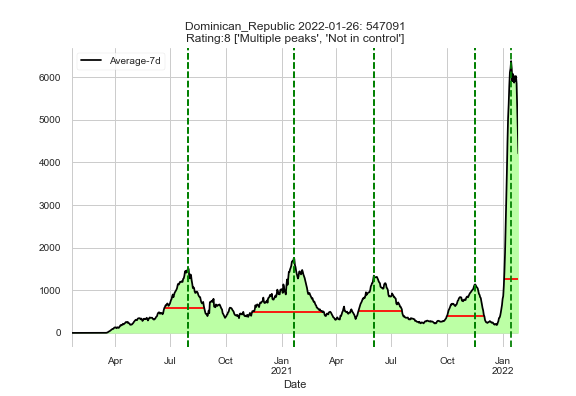 Dominican_Republic 2022-01-26: 547091
Rating:8 ['Multiple peaks', 'Not in control']
Average-7d
6000
5000
4000
3000
2000
1000
0
Apr Jul Oct Jan Apr Jul Oct Jan
2021 2022
Date